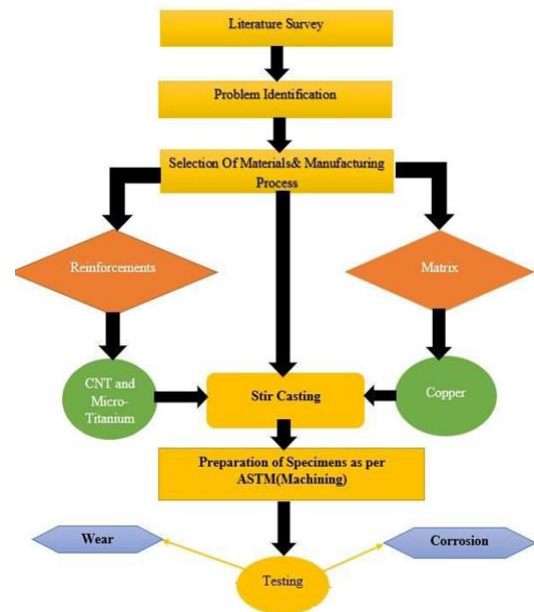 Literature Survey
Problem Identification
Selection Of Materials& Manufacturing
Process
Reinforcements
Matrix
CNT and
Micro-
Titanium
Stir Casting
Copper
Preparation of Specimens as per
ASTM(Machining)
Wear
Corrosion
Testing